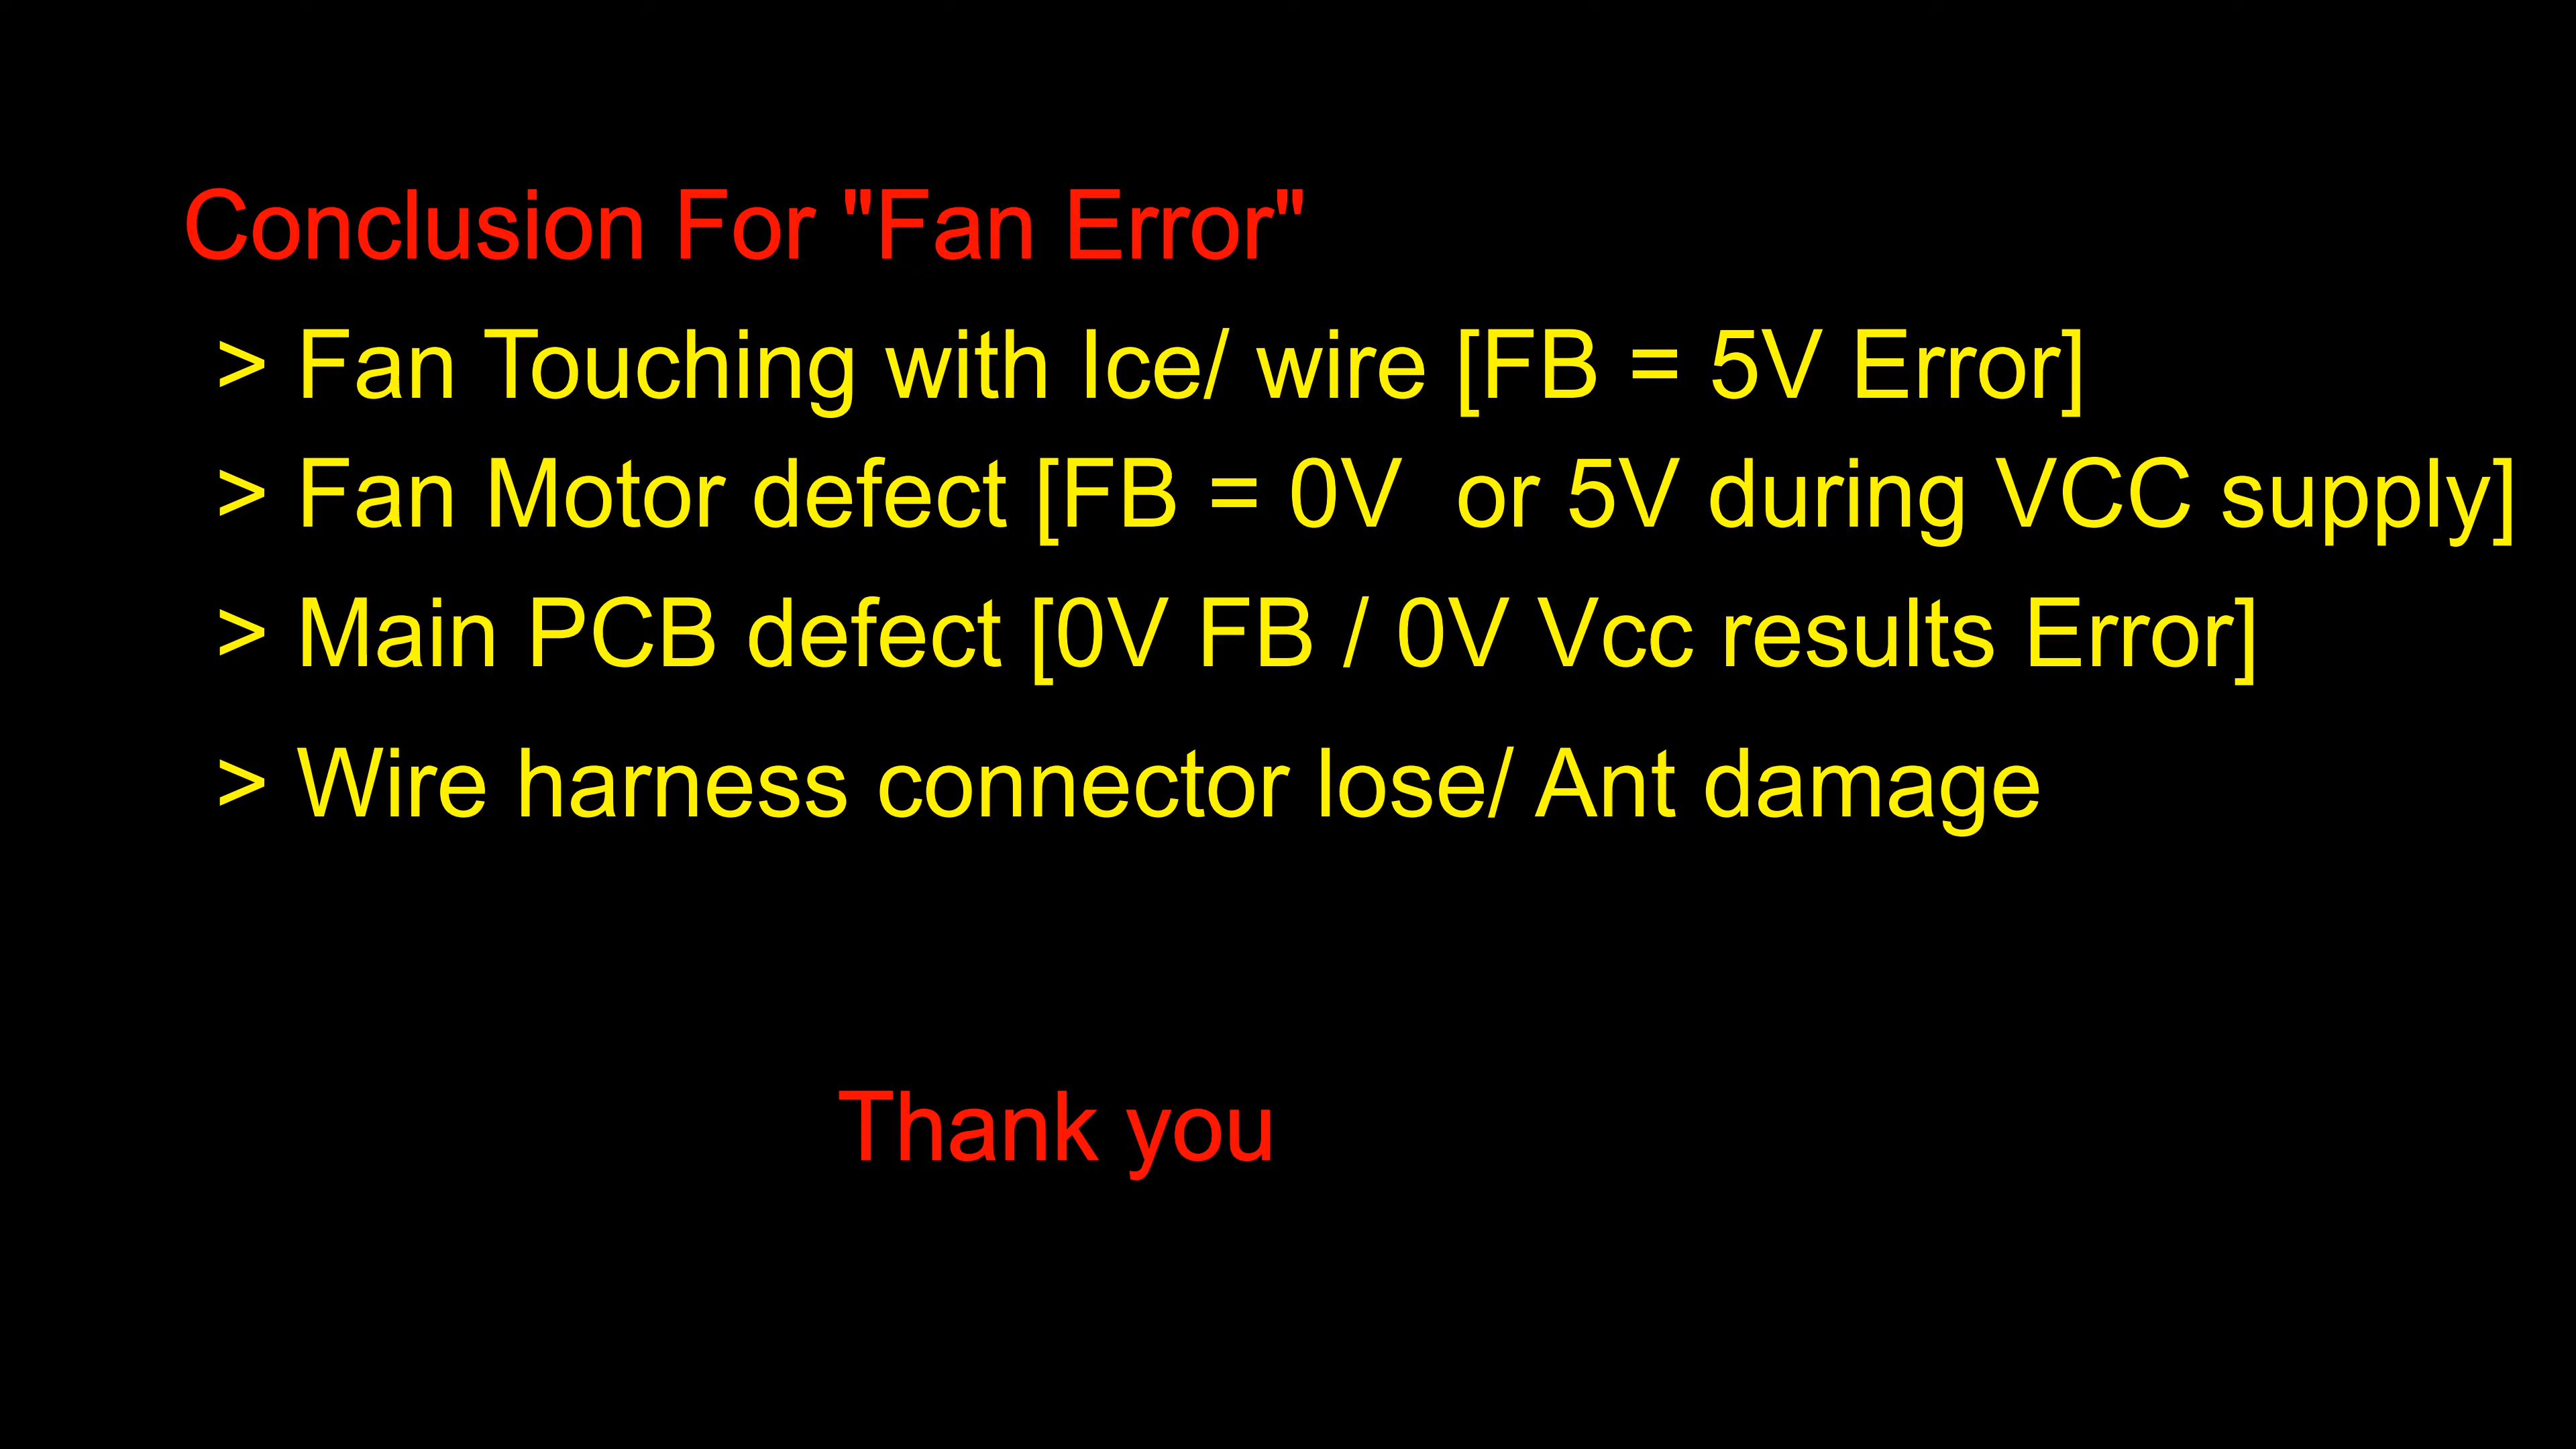 Conclusion For "Fan Error"
> Fan Touching with Ice/ wire [FB = 5V Error]
> Fan Motor defect [FB = 0V  or 5V during VCC supply]
> Main PCB defect [0V FB / 0V Vcc results Error]
> Wire harness connector lose/ Ant damage
Thank you